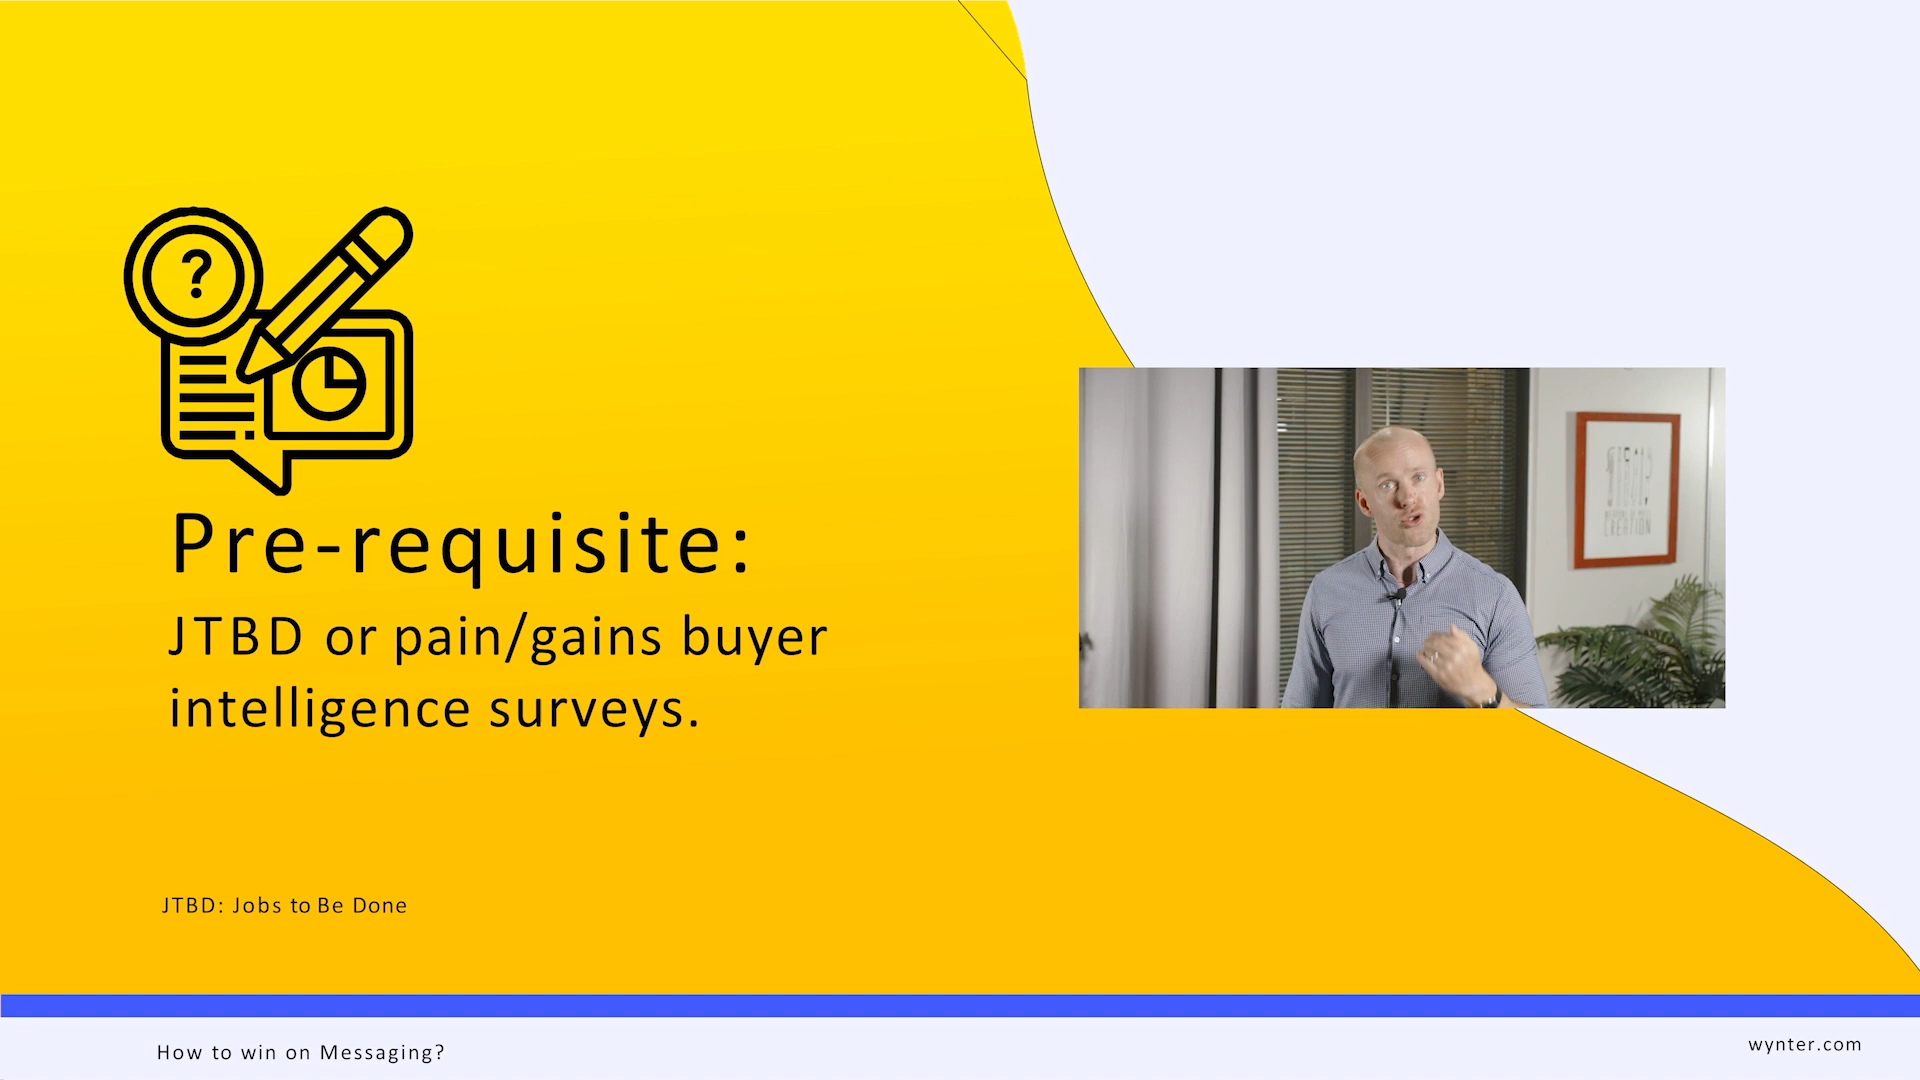 ?
Pre-requisite:
JTBD or pain/gains buyer
intelligence surveys.
CREATION
JTBD: Jobs to Be Done
How to win on Messaging?
wynter.com